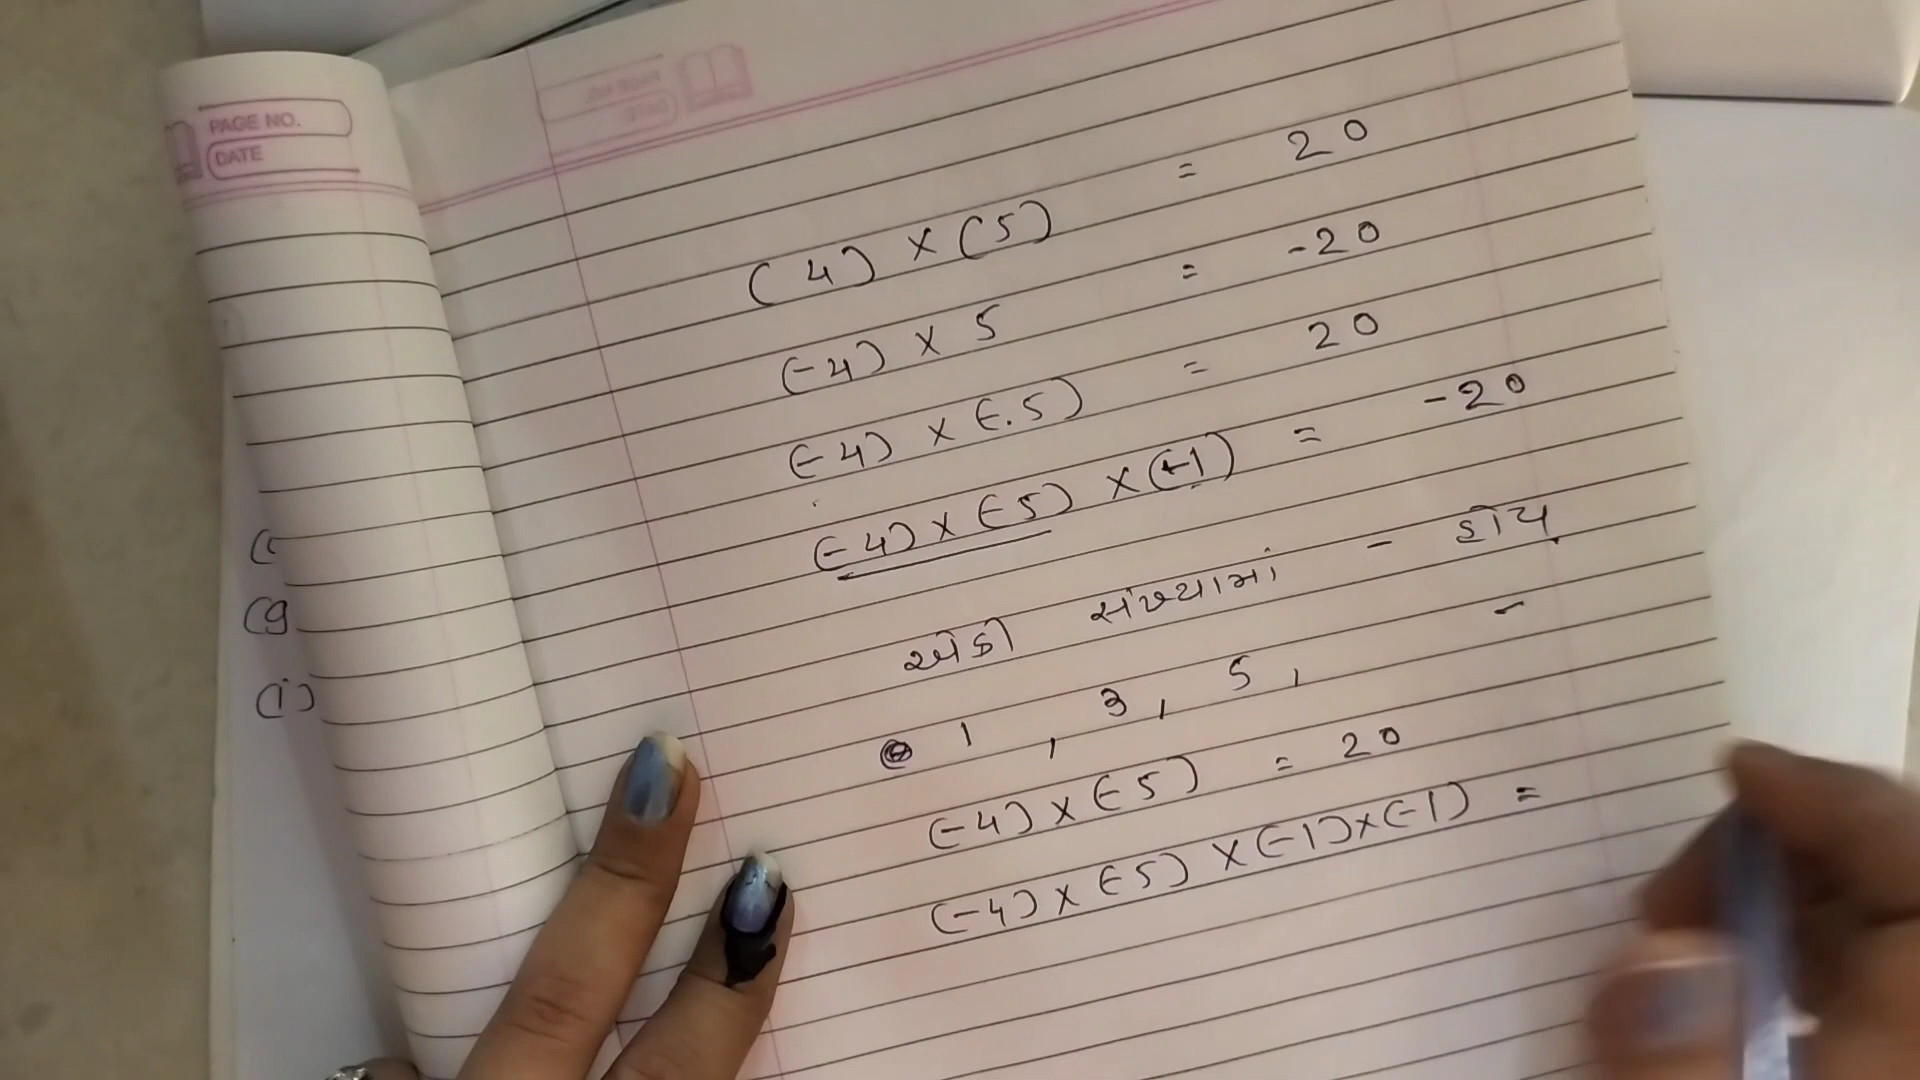 PAGE NO.
DATE
(4) × (5) = 20
(-4) × 5 = -20
(-4) × (-5) = 20
(-4) × (-5) × (-1) = -20
એકી સંખ્યામાં - હોય
1, 3, 5, -
(-4) × (-5) = 20
(-4) × (-5) × (-1) × (-1) =
(g
(i)